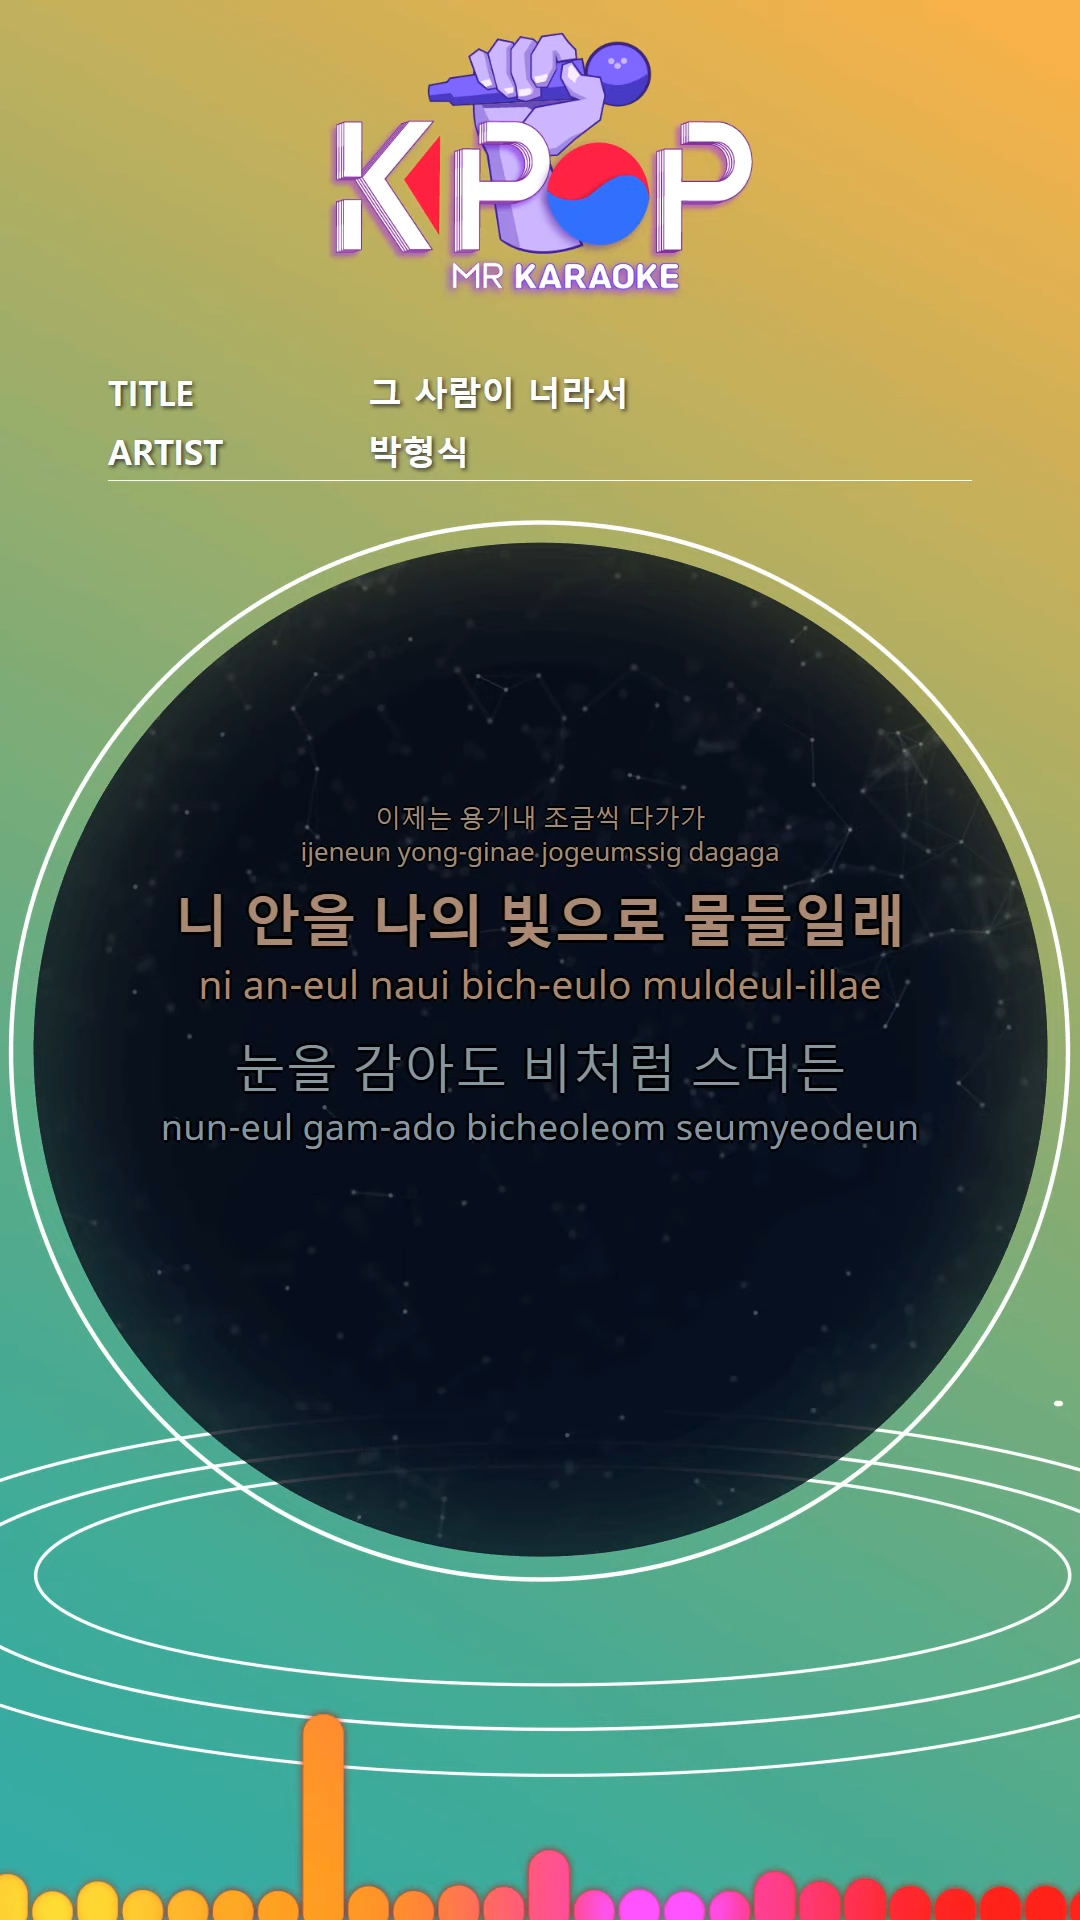 KPOP
MR KARAOKE
TITLE 그 사람이 너라서
ARTIST 박형식
이제는 용기내 조금씩 다가가
ijeneun yong-ginae jogeumssig dagaga
니 안을 나의 빛으로 물들일래
ni an-eul naui bich-eulo muldeul-illae
눈을 감아도 비처럼 스며든
nun-eul gam-ado bicheoleom seumyeodeun